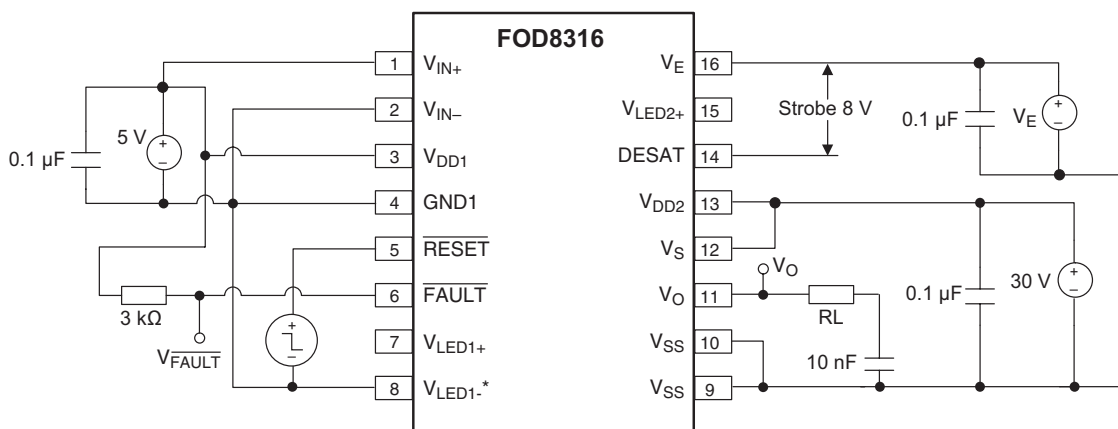 FOD8316
1 V_IN+
2 V_IN–
3 V_DD1
4 GND1
5 RESET
6 FAULT
7 V_LED1+
8 V_LED1-*
V_E 16
V_LED2+ 15
DESAT 14
V_DD2 13
V_S 12
V_O 11
V_SS 10
V_SS 9
0.1 µF
5 V
+
–
3 kΩ
V_FAULT
+
–
Strobe 8 V
0.1 µF
V_E
+
–
V_O
RL
10 nF
0.1 µF
30 V
+
–